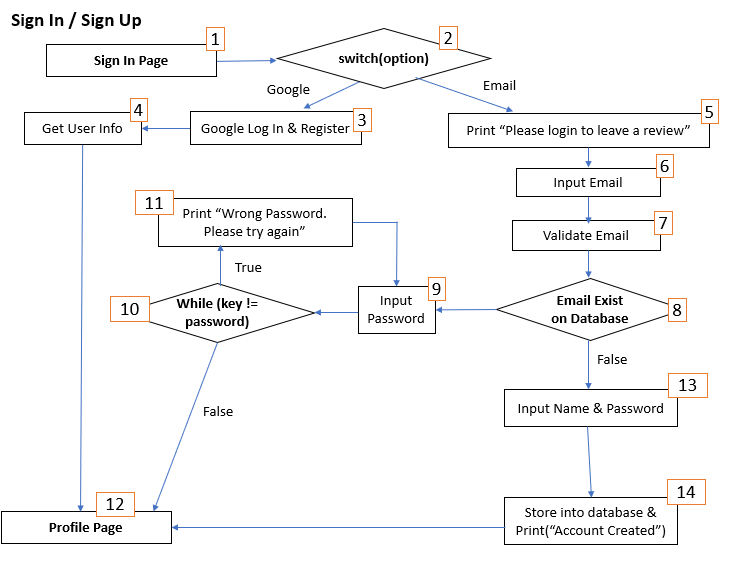 Sign In / Sign Up
1
Sign In Page
2
switch(option)
Google
Email
4
Get User Info
3
Google Log In & Register
5
Print “Please login to leave a review”
6
Input Email
7
Validate Email
11
Print “Wrong Password.
Please try again”
True
10
While (key !=
password)
9
Input
Password
8
Email Exist
on Database
False
False
13
Input Name & Password
12
Profile Page
14
Store into database &
Print(“Account Created”)